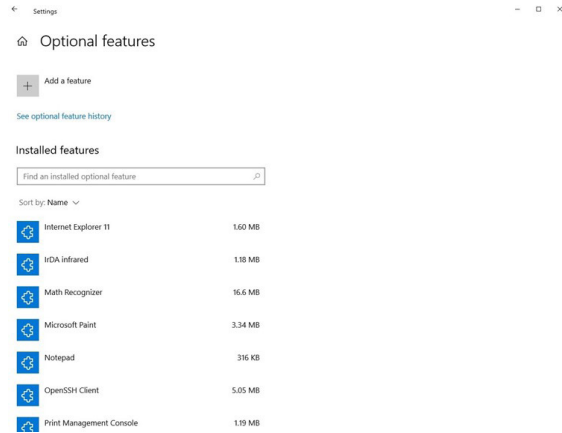 Settings
Optional features
Add a feature
See optional feature history
Installed features
Find an installed optional feature
Sort by: Name
Internet Explorer 11 1.60 MB
IrDA infrared 1.18 MB
Math Recognizer 16.6 MB
Microsoft Paint 3.34 MB
Notepad 316 KB
OpenSSH Client 5.05 MB
Print Management Console 1.19 MB